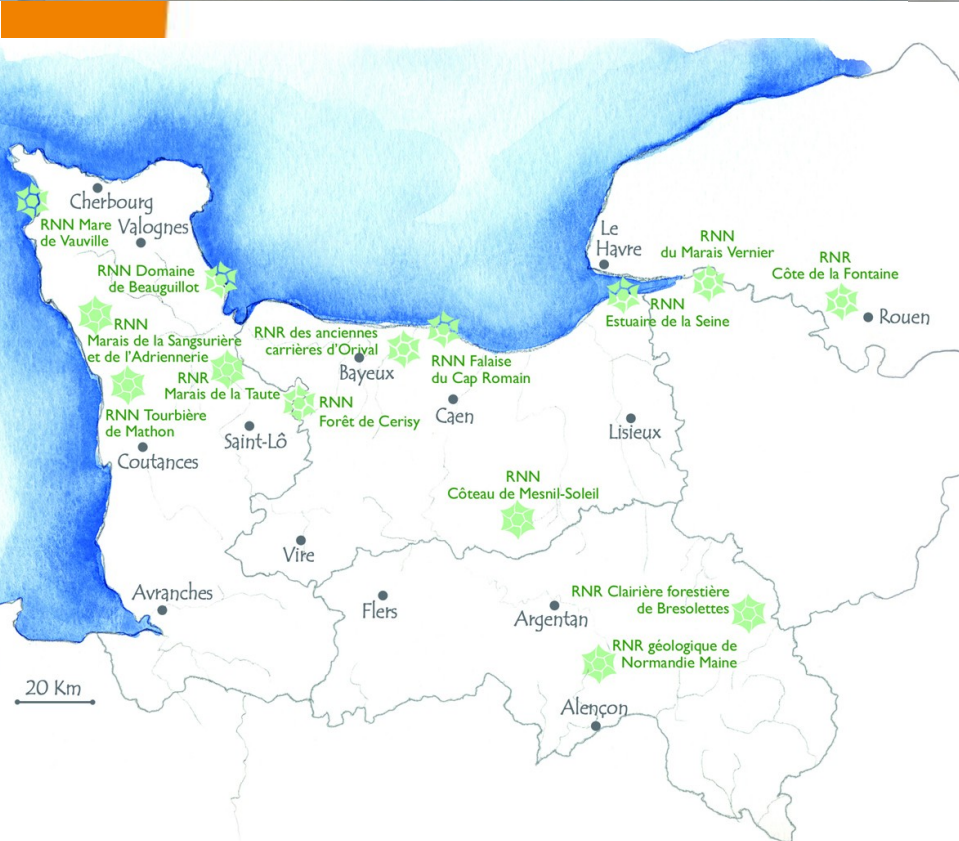 Cherbourg
Valognes
RNN Mare
de Vauville
RNN Domaine
de Beauguillot
RNN
Marais de la Sangsurière
et de l'Adriennerie
RNR
Marais de la Taute
RNN Tourbière
de Mathon
Coutances
Saint-Lô
RNR des anciennes
carrières d'Orival
Bayeux
RNN
Forêt de Cerisy
RNN Falaise
du Cap Romain
Caen
Le
Havre
RNN
du Marais Vernier
RNN
Estuaire de la Seine
RNR
Côte de la Fontaine
Rouen
Lisieux
RNN
Côteau de Mesnil-Soleil
Vire
Avranches
Flers
Argentan
RNR Clairière forestière
de Bresolettes
RNR géologique de
Normandie Maine
Alençon
20 Km